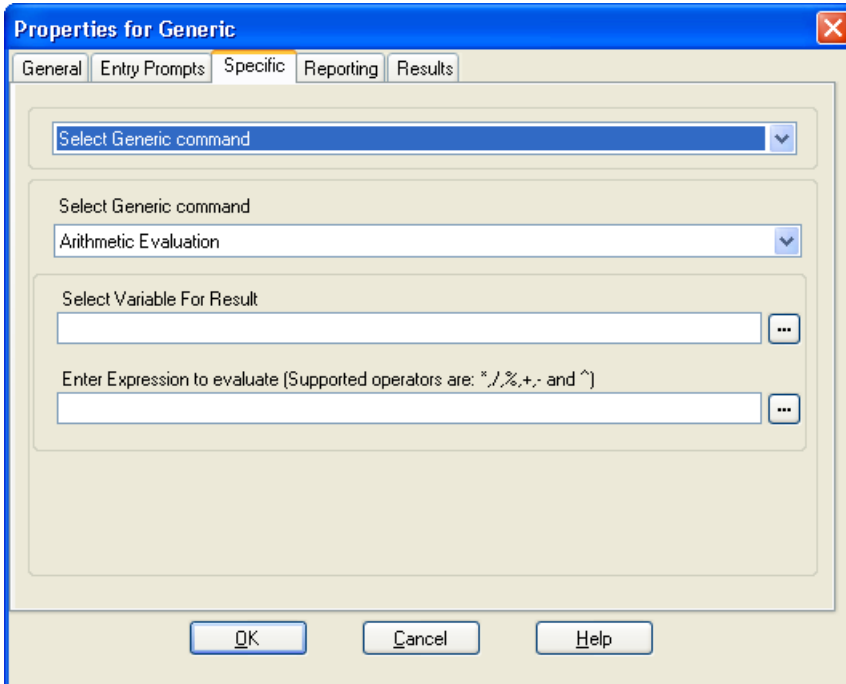 Properties for Generic
General Entry Prompts Specific Reporting Results
Select Generic command
Select Generic command
Arithmetic Evaluation
Select Variable For Result
...
Enter Expression to evaluate (Supported operators are: *,/,%,+,- and ^)
...
OK Cancel Help